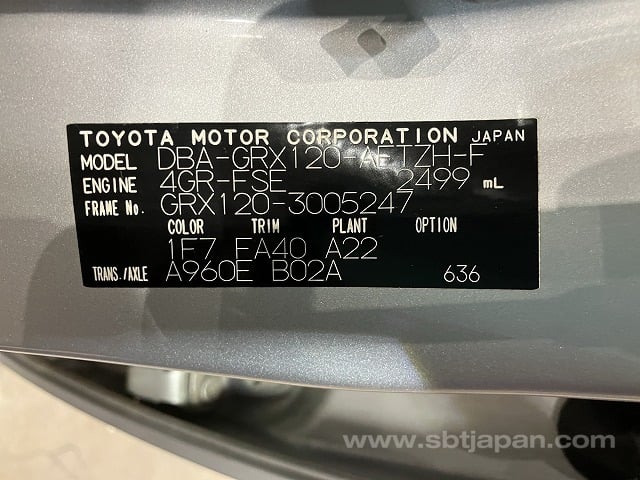 TOYOTA MOTOR CORPORATION JAPAN
MODEL DBA-GRX120-AETZH-F
ENGINE 4GR-FSE 2499 mL
FRAME No. GRX120-3005247
COLOR TRIM PLANT OPTION
1F7 FA40 A22
TRANS./AXLE A960E B02A 636
www.sbtjapan.com